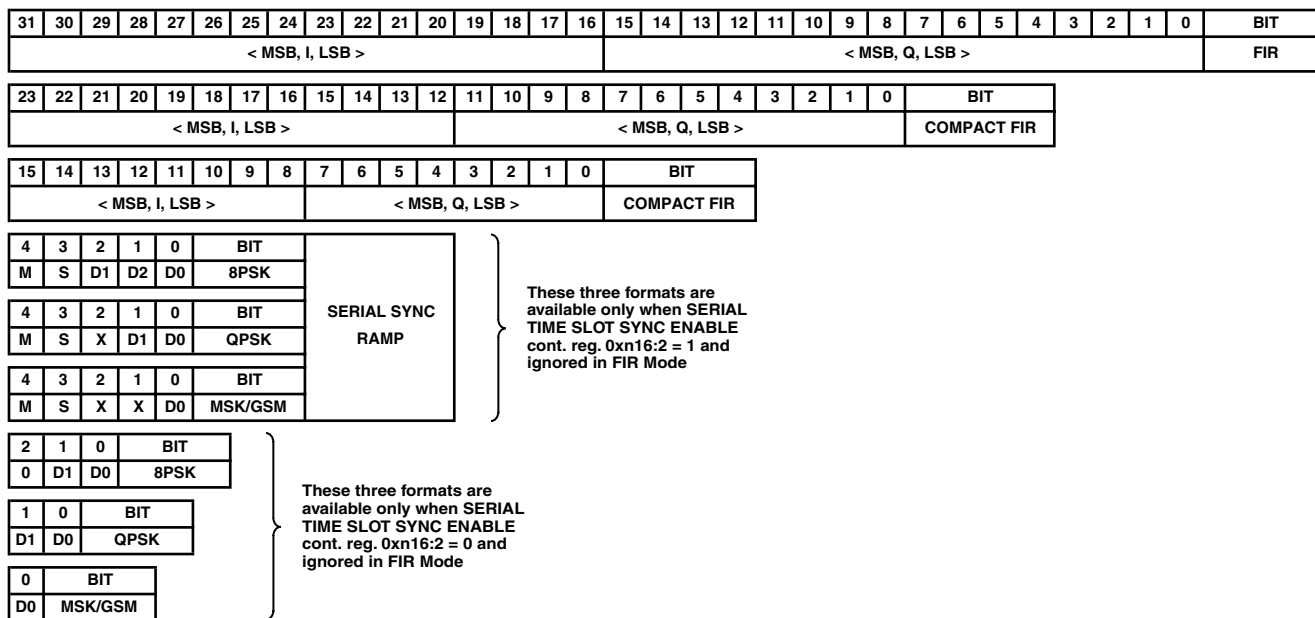 31 30 29 28 27 26 25 24 23 22 21 20 19 18 17 16 15 14 13 12 11 10 9 8 7 6 5 4 3 2 1 0 BIT
< MSB, I, LSB > < MSB, Q, LSB > FIR
23 22 21 20 19 18 17 16 15 14 13 12 11 10 9 8 7 6 5 4 3 2 1 0 BIT
< MSB, I, LSB > < MSB, Q, LSB > COMPACT FIR
15 14 13 12 11 10 9 8 7 6 5 4 3 2 1 0 BIT
< MSB, I, LSB > < MSB, Q, LSB > COMPACT FIR
4 3 2 1 0 BIT
M S D1 D2 D0 8PSK
4 3 2 1 0 BIT
M S X D1 D0 QPSK
4 3 2 1 0 BIT
M S X X D0 MSK/GSM
SERIAL SYNC
RAMP
These three formats are
available only when SERIAL
TIME SLOT SYNC ENABLE
cont. reg. 0xn16:2 = 1 and
ignored in FIR Mode
2 1 0 BIT
0 D1 D0 8PSK
1 0 BIT
D1 D0 QPSK
0 BIT
D0 MSK/GSM
These three formats are
available only when SERIAL
TIME SLOT SYNC ENABLE
cont. reg. 0xn16:2 = 0 and
ignored in FIR Mode